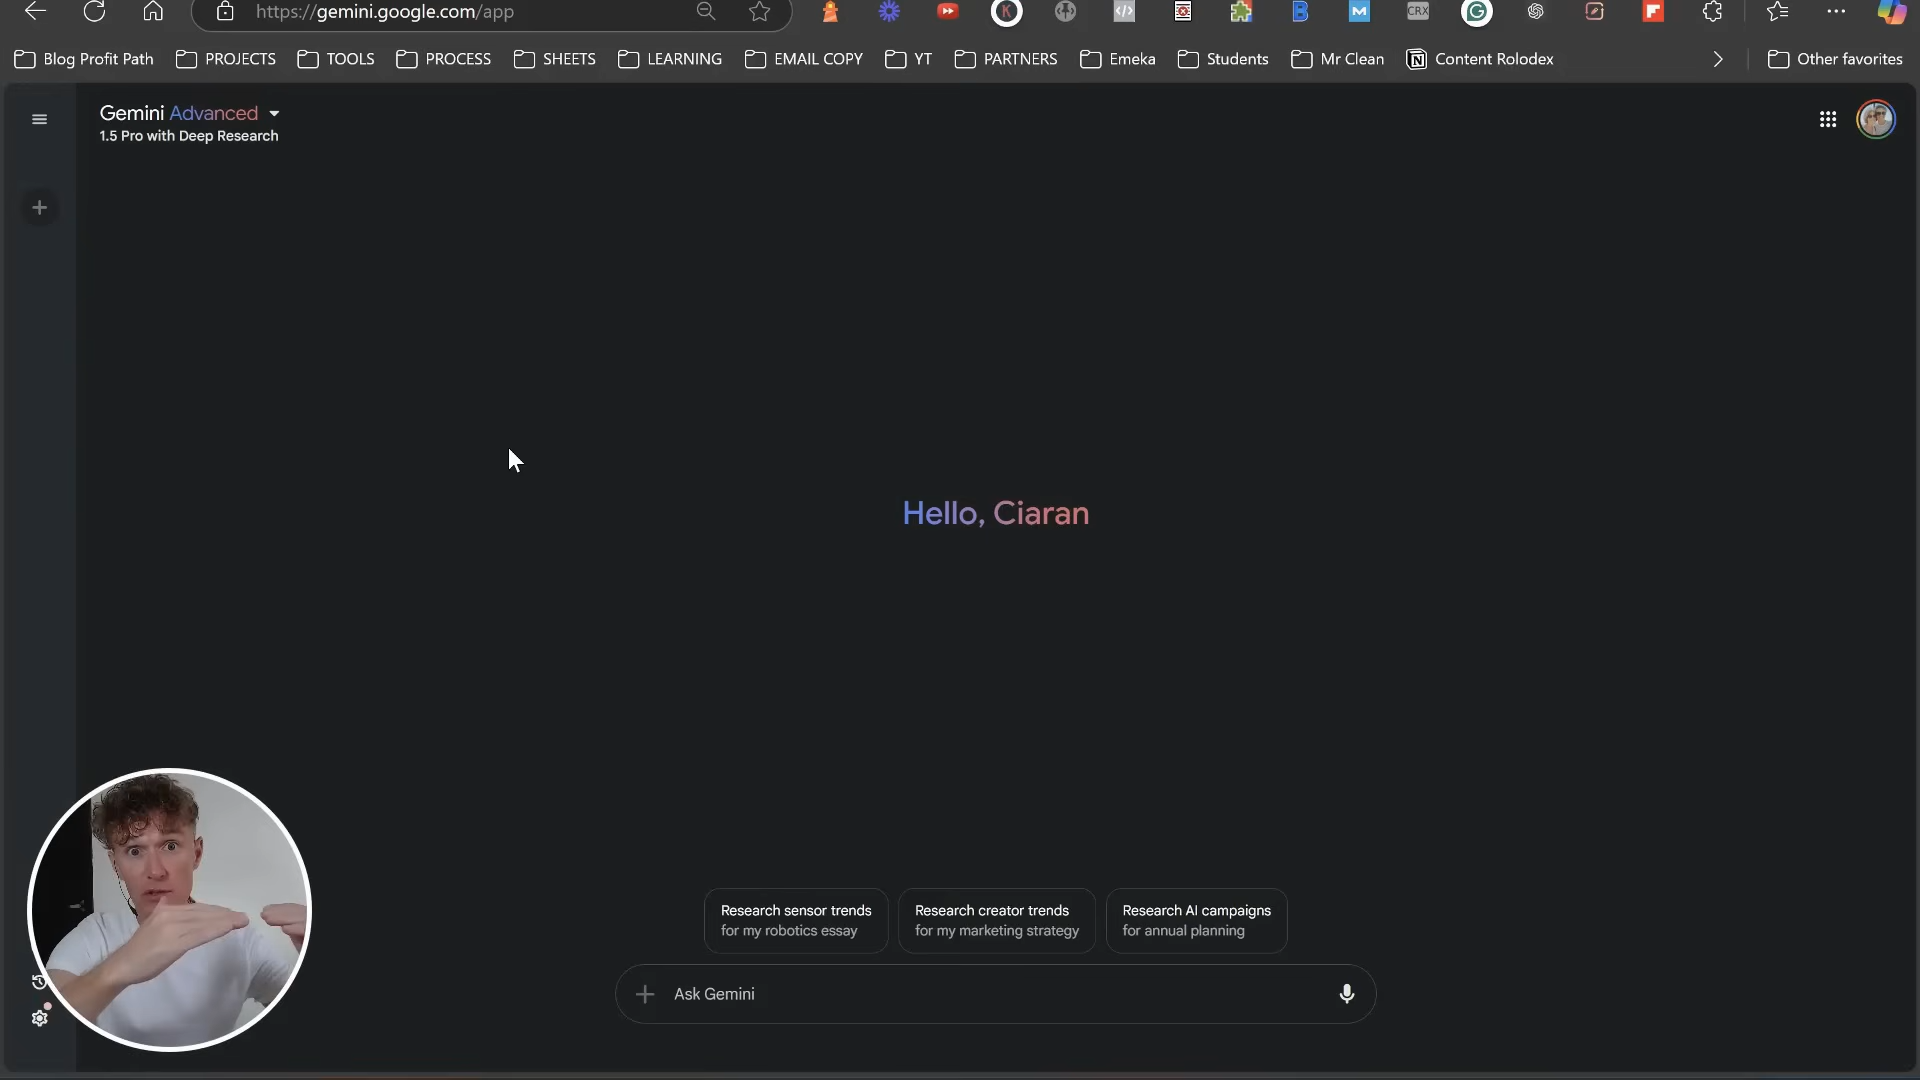 https://gemini.google.com/app
CRX
Blog Profit Path PROJECTS TOOLS PROCESS SHEETS LEARNING EMAIL COPY YT PARTNERS Emeka Students Mr Clean Content Rolodex Other favorites
Gemini Advanced
1.5 Pro with Deep Research
Hello, Ciaran
Research sensor trends
for my robotics essay
Research creator trends
for my marketing strategy
Research AI campaigns
for annual planning
Ask Gemini